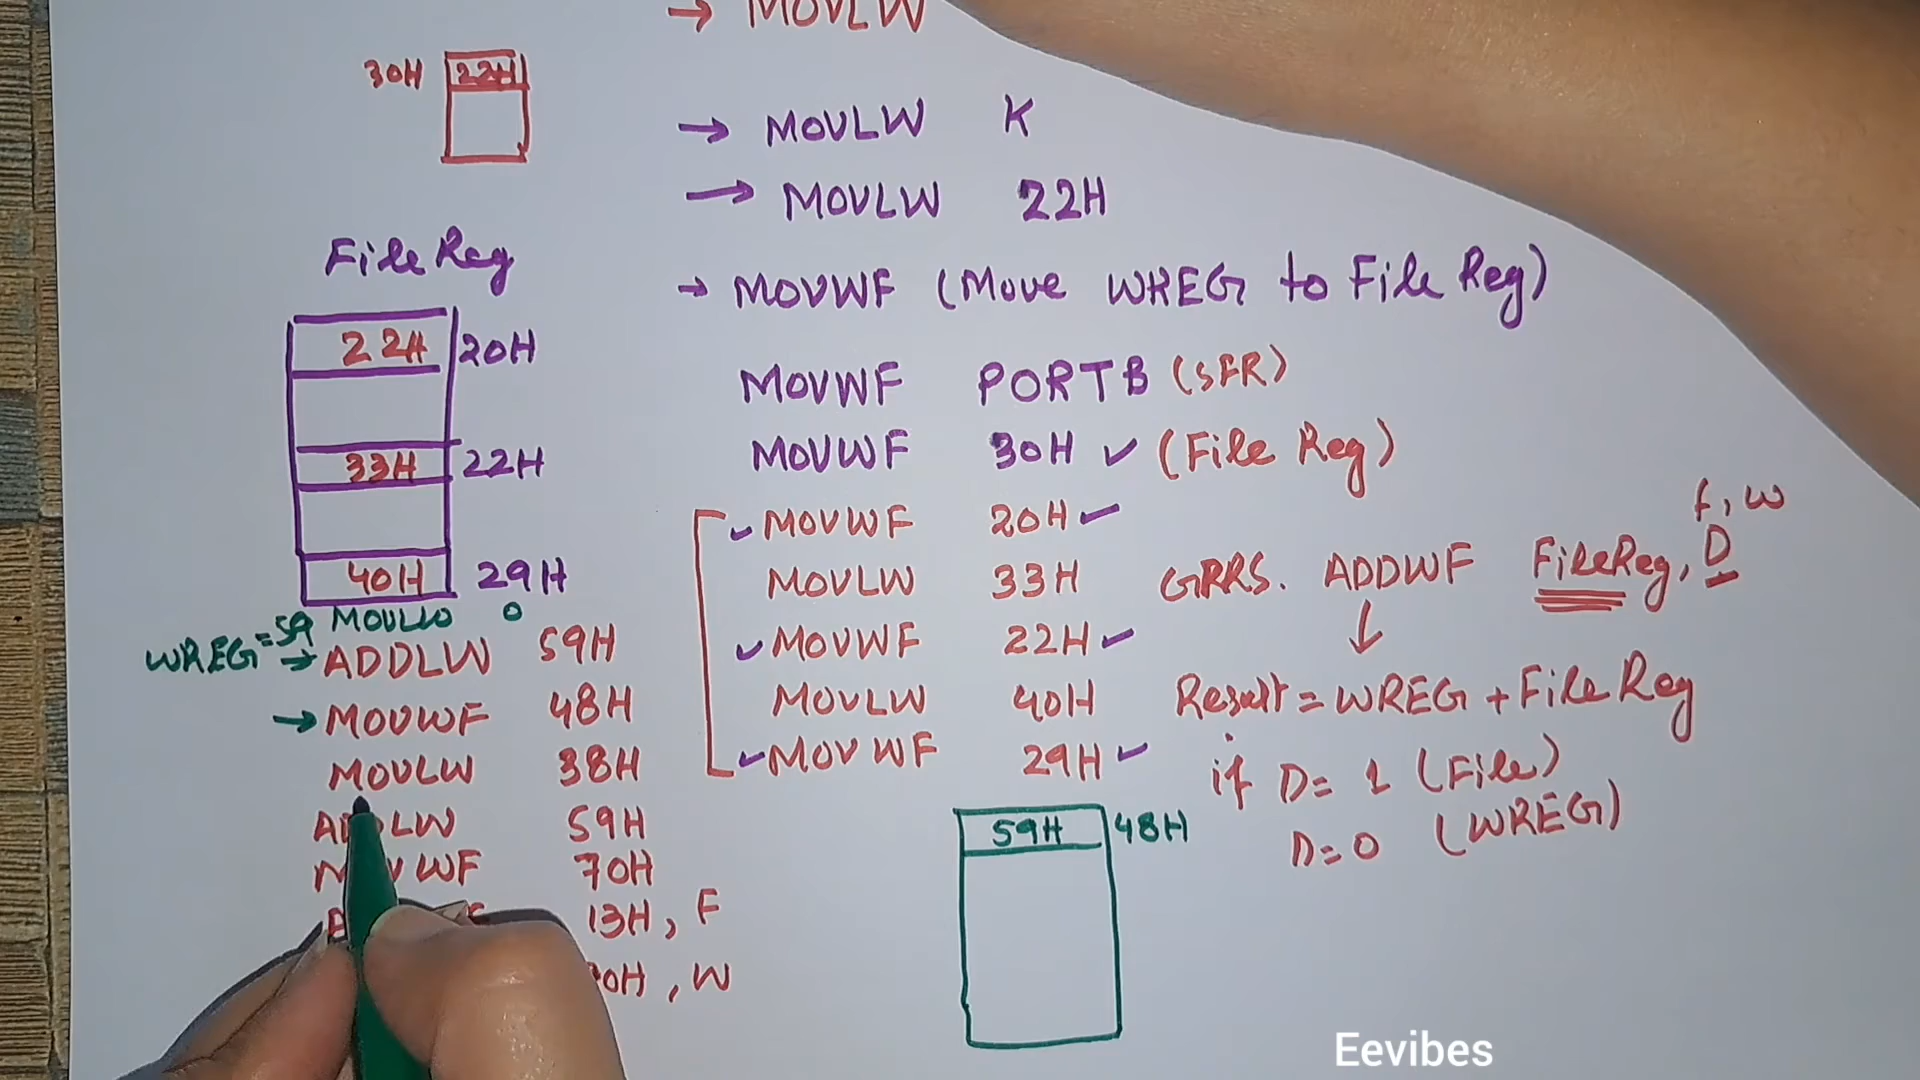 → MOVLW
30H 22H
→ MOVLW K
→ MOVLW 22H
File Reg
22H 20H
33H 22H
40H 29H
→ MOVWF (Move WREG to File Reg)
MOVWF PORTB (SFR)
MOVWF 30H ✓ (File Reg)
✓ MOVWF 20H ✓
MOVLW 33H
✓ MOVWF 22H ✓
MOVLW 40H
✓ MOVWF 29H ✓
f, w
GPRS. ADDWF FileReg, D
↓
Result = WREG + File Reg
if D = 1 (File)
D = 0 (WREG)
MOVLW 0
WREG = 59 → ADDLW 59H
→ MOVWF 48H
MOVLW 38H
ADDLW 59H
MOVWF 70H
13H, F
, W
59H 48H
Eevibes